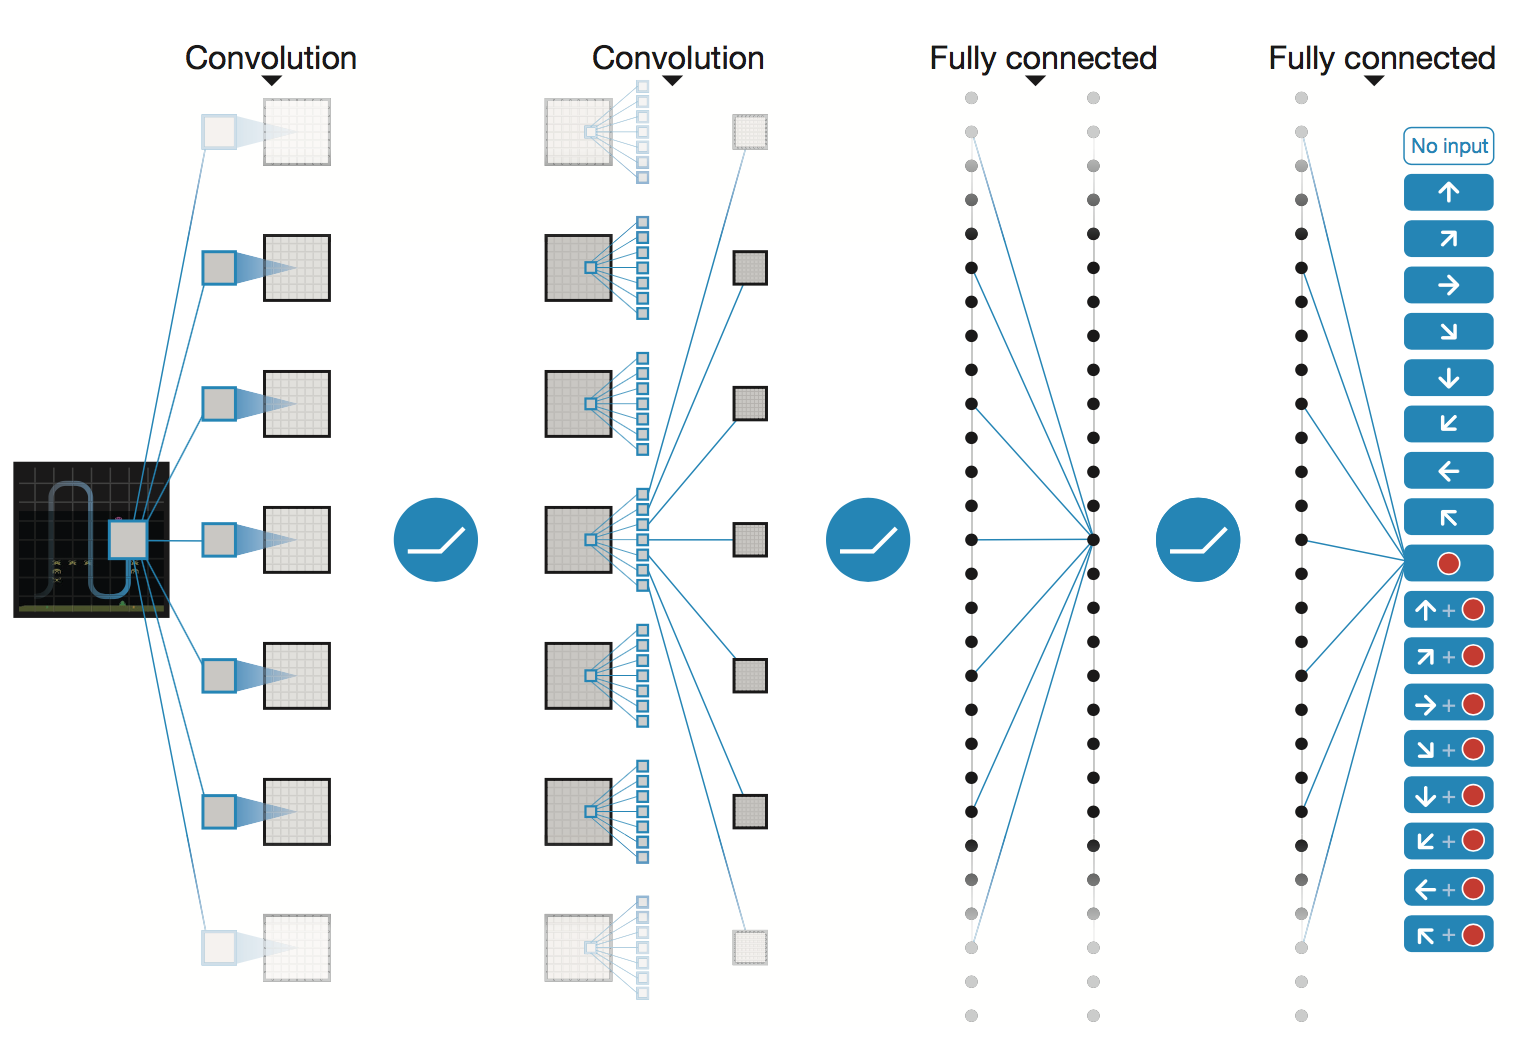 Convolution
Convolution
Fully connected
Fully connected
No input
+
+
+
+
+
+
+
+